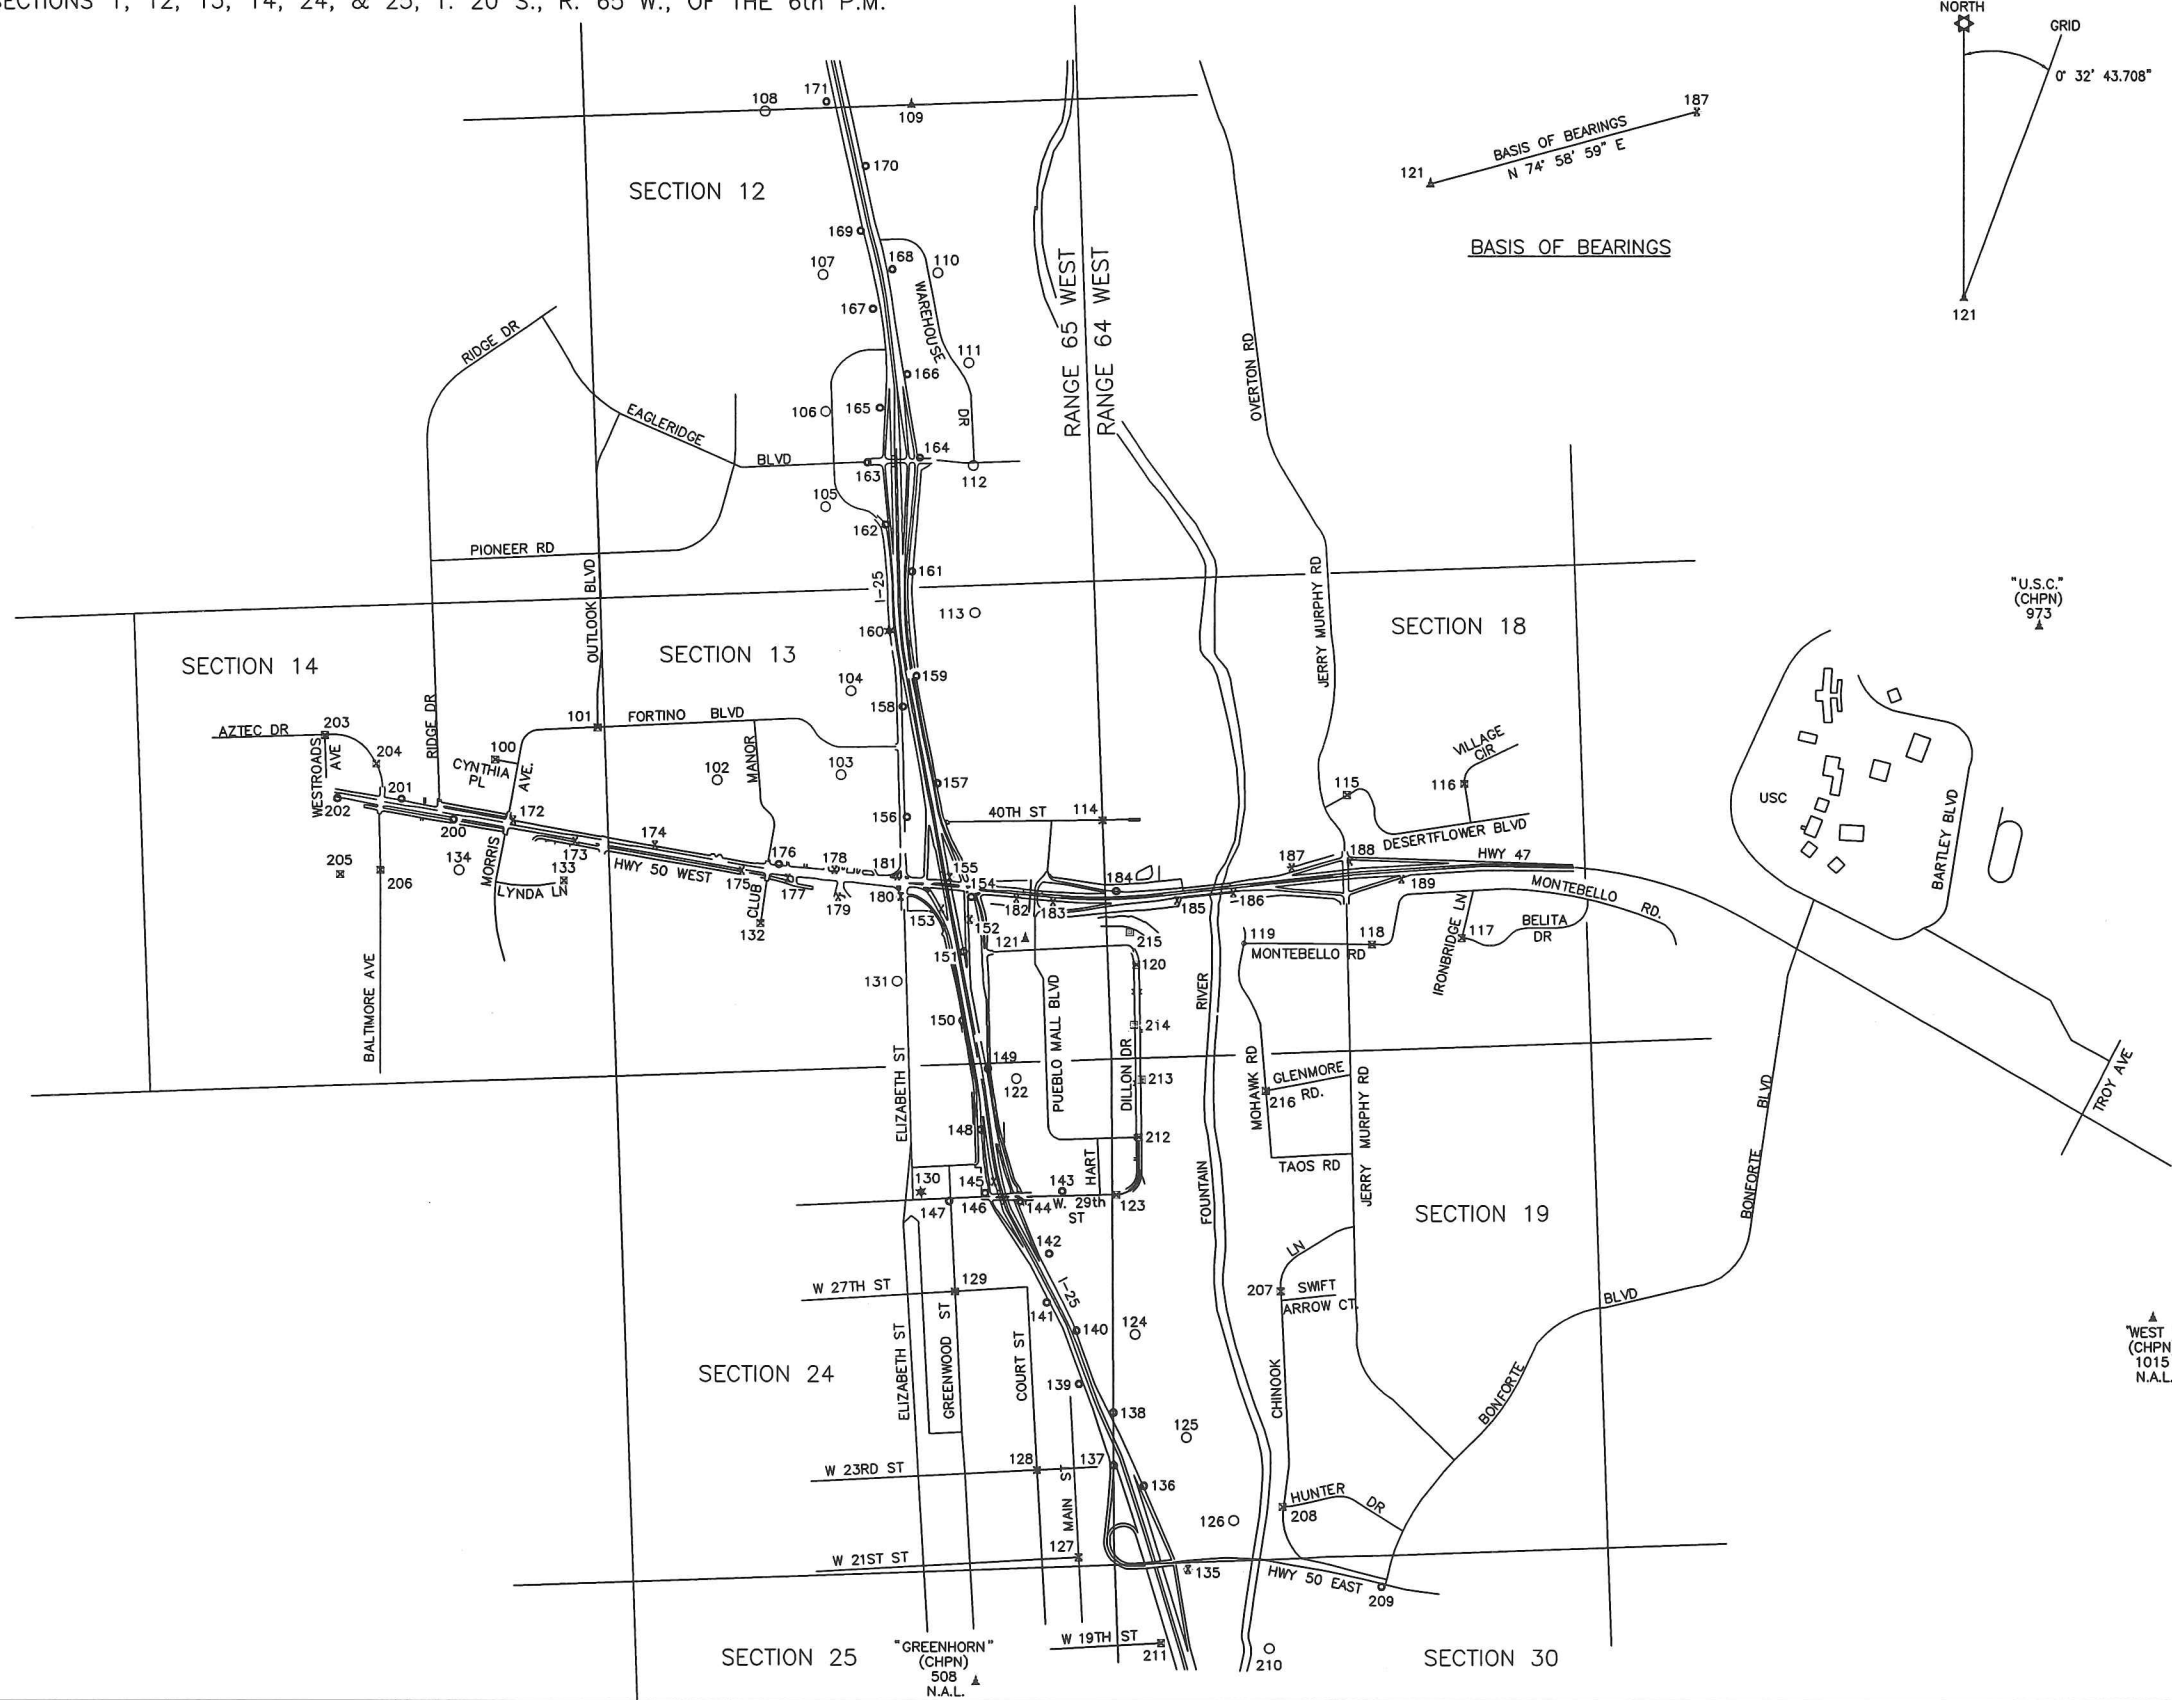 SECTIONS 1, 12, 13, 14, 24, & 25, T. 20 S., R. 65 W., OF THE 6th P.M.
NORTH
GRID
0° 32' 43.708"
121
187
BASIS OF BEARINGS
N 74° 58' 59" E
121
BASIS OF BEARINGS
108
171
109
170
SECTION 12
169
168
110
107
WAREHOUSE
DR
167
111
166
106
165
164
163
112
105
162
RANGE 65 WEST
RANGE 64 WEST
OVERTON RD
RIDGE DR
EAGLERIDGE
BLVD
PIONEER RD
OUTLOOK BLVD
I-25
161
113
160
SECTION 14
SECTION 13
SECTION 18
JERRY MURPHY RD
"U.S.C."
(CHPN)
973
104
159
158
AZTEC DR
203
WESTROADS
AVE
204
RIDGE DR
100
CYNTHIA
PL
AVE.
101
FORTINO BLVD
MANOR
102
103
157
VILLAGE
CIR
115
116
USC
BARTLEY BLVD
201
202
200
172
174
173
156
40TH ST
114
DESERTFLOWER BLVD
205
206
134
MORRIS
133
LYNDA LN
HWY 50 WEST
175
176
177
178
179
CLUB
132
181
180
155
154
153
152
151
182
183
184
185
186
187
188
HWY 47
189
MONTEBELLO
RD.
121
215
119
118
MONTEBELLO RD
IRONBRIDGE LN
117
BELITA
DR
120
131
150
BALTIMORE AVE
PUEBLO MALL BLVD
RIVER
214
149
122
DILLON DR
213
ELIZABETH ST
MOHAWK RD
GLENMORE
RD.
216
JERRY MURPHY RD
TROY AVE
BLVD
148
212
HART
TAOS RD
130
145
143
147
146
144
W. 29th
ST
123
FOUNTAIN
BONFORTE
SECTION 19
142
LN
I-25
W 27TH ST
129
207
SWIFT
ARROW CT.
BLVD
141
140
124
"WEST
(CHPN
1015
N.A.L.
ELIZABETH ST
GREENWOOD ST
COURT ST
SECTION 24
139
CHINOOK
BONFORTE
138
125
W 23RD ST
128
137
136
MAIN ST
126
HUNTER
DR
208
W 21ST ST
127
135
HWY 50 EAST
209
SECTION 25
"GREENHORN"
(CHPN)
508
N.A.L.
W 19TH ST
211
210
SECTION 30